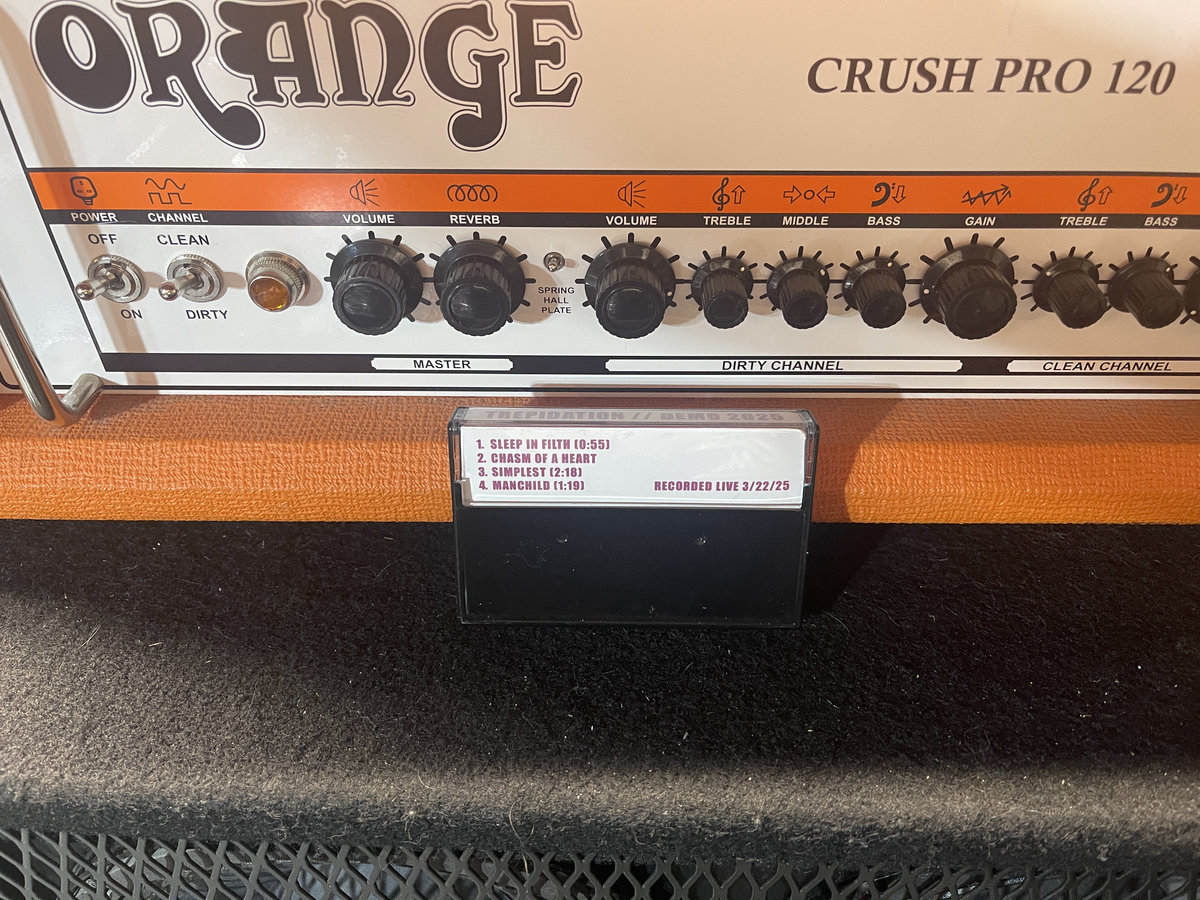 ORANGE
CRUSH PRO 120
POWER CHANNEL VOLUME REVERB VOLUME TREBLE MIDDLE BASS GAIN TREBLE BASS
OFF CLEAN
ON DIRTY
SPRING
HALL
PLATE
MASTER DIRTY CHANNEL CLEAN CHANNEL
TREPIDATION // DEMO 2025
1. SLEEP IN FILTH (0:55)
2. CHASM OF A HEART
3. SIMPLEST (2:18)
4. MANCHILD (1:19) RECORDED LIVE 3/22/25